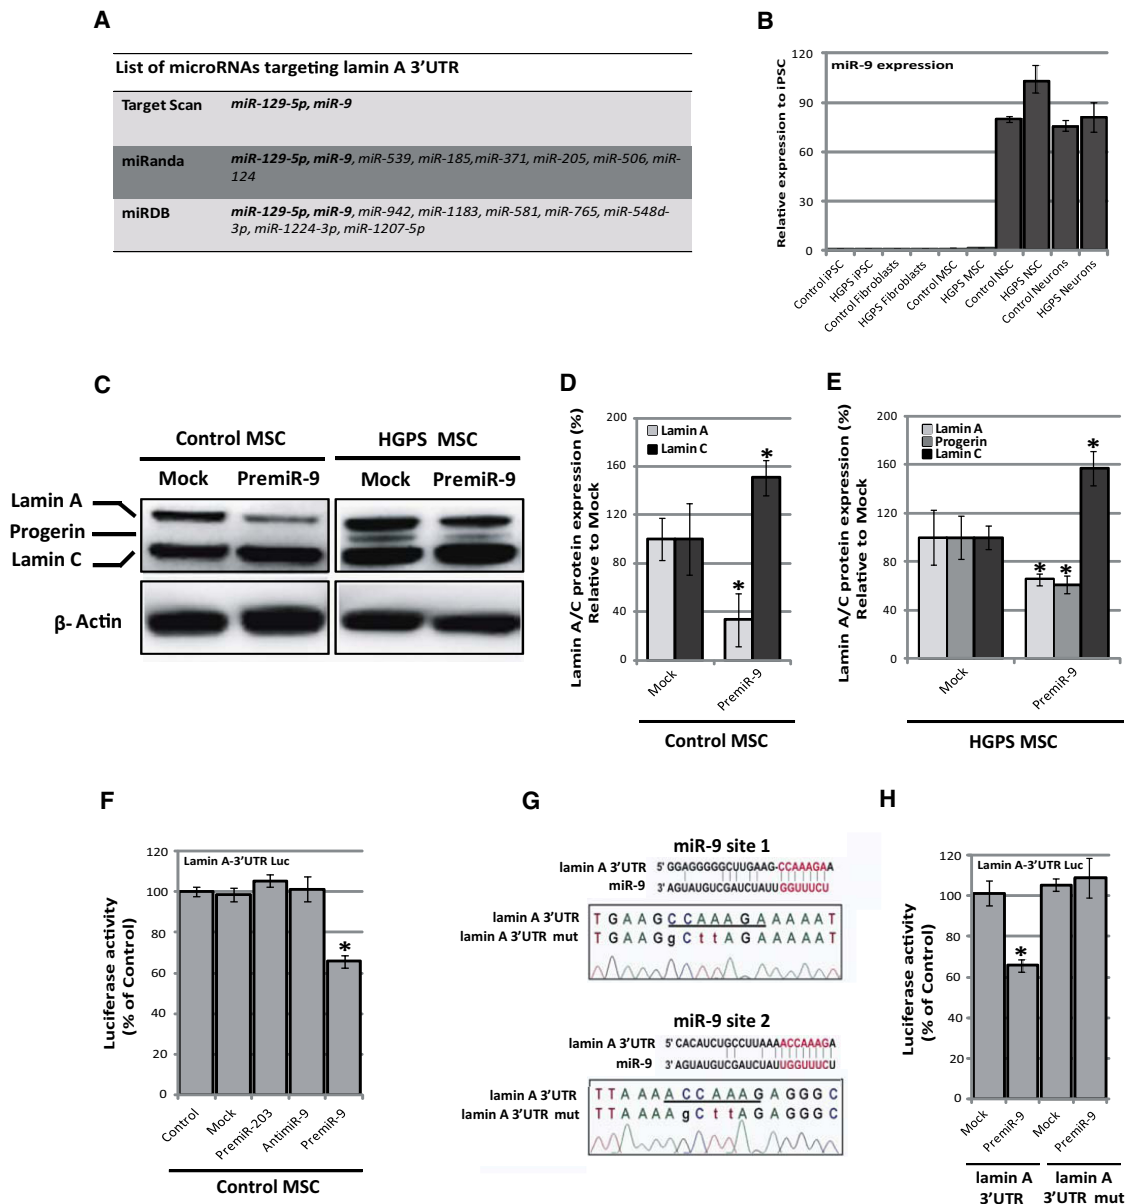 A
List of microRNAs targeting lamin A 3’UTR
Target Scan miR-129-5p, miR-9
miRanda miR-129-5p, miR-9, miR-539, miR-185,miR-371, miR-205, miR-506, miR-
124
miRDB miR-129-5p, miR-9, miR-942, miR-1183, miR-581, miR-765, miR-548d-
3p, miR-1224-3p, miR-1207-5p
B
miR-9 expression
Relative expression to iPSC
120
90
60
30
0
Control iPSC
HGPS iPSC
Control Fibroblasts
HGPS Fibroblasts
Control MSC
HGPS MSC
Control NSC
HGPS NSC
Control Neurons
HGPS Neurons
C
Control MSC HGPS MSC
Mock PremiR-9 Mock PremiR-9
Lamin A
Progerin
Lamin C
β- Actin
D
Lamin A/C protein expression (%)
Relative to Mock
200
160
120
80
40
0
Lamin A
Lamin C
*
*
Mock
PremiR-9
Control MSC
E
Lamin A/C protein expression (%)
Relative to Mock
200
160
120
80
40
0
Lamin A
Progerin
Lamin C
* * *
Mock
PremiR-9
HGPS MSC
F
Luciferase activity
(% of Control)
120
100
80
60
40
20
0
Lamin A-3’UTR Luc
*
Control
Mock
PremiR-203
AntimiR-9
PremiR-9
Control MSC
G
miR-9 site 1
lamin A 3’UTR 5' GGAGGGGGCUUGAAG-CCAAAGAA
miR-9 3' AGUAUGUCGAUCUAUUGGUUUCU
lamin A 3’UTR T G A A G C C A A A G A A A A A T
lamin A 3’UTR mut T G A A G g C t t A G A A A A A T
miR-9 site 2
lamin A 3’UTR 5' CACAUCUGCCUUAAAACCAAAGA
miR-9 3' AGUAUGUCGAUCUAUUGGUUUCU
lamin A 3’UTR T T A A A A C C A A A G A G G G C
lamin A 3’UTR mut T T A A A A g C t t A G A G G G C
H
Luciferase activity
(% of Control)
120
100
80
60
40
20
0
Lamin A-3’UTR Luc
*
Mock
PremiR-9
Mock
PremiR-9
lamin A
3’UTR
lamin A
3’UTR mut